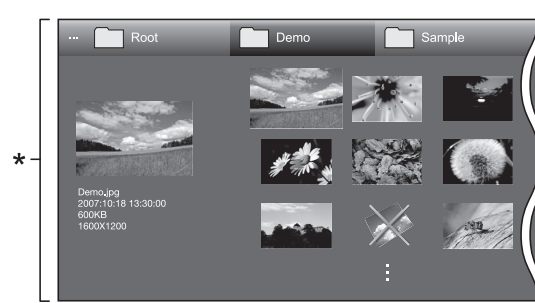 ... Root Demo Sample
*
Demo.jpg
2007:10:18 13:30:00
600KB
1600X1200